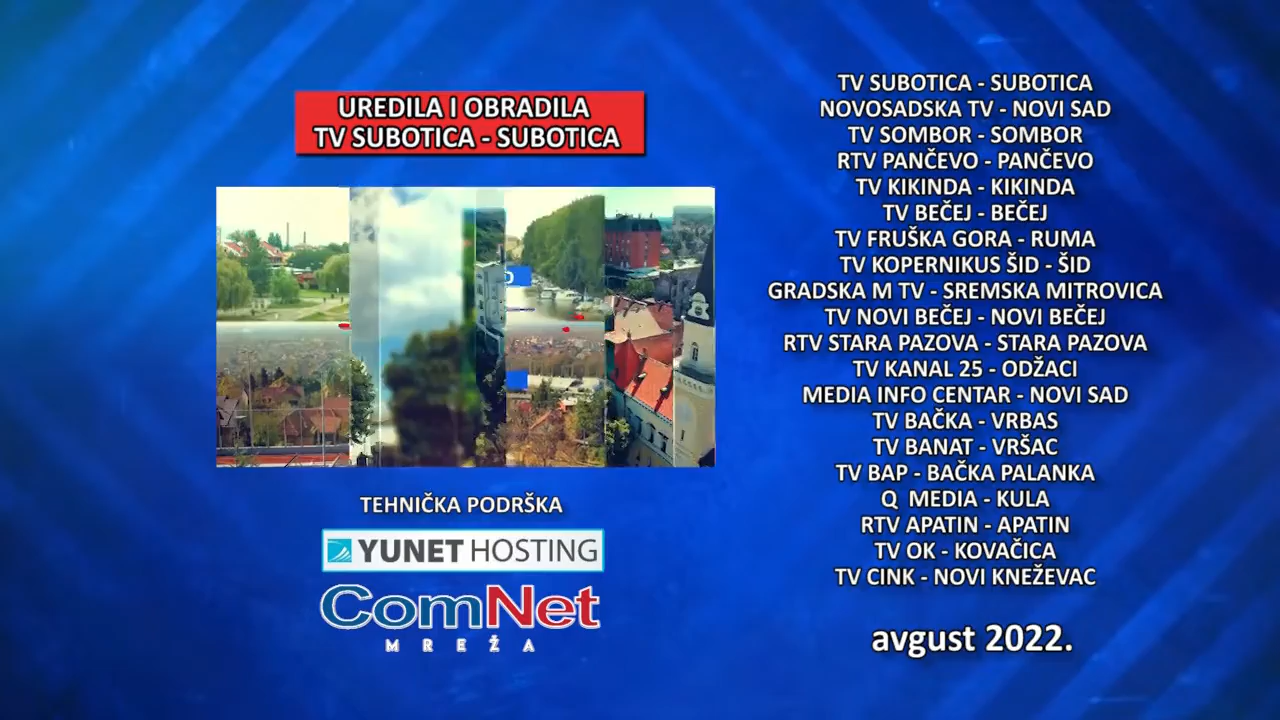 UREDILA I OBRADILA
TV SUBOTICA - SUBOTICA
TEHNIČKA PODRŠKA
YUNET HOSTING
ComNet
MREŽA
TV SUBOTICA - SUBOTICA
NOVOSADSKA TV - NOVI SAD
TV SOMBOR - SOMBOR
RTV PANČEVO - PANČEVO
TV KIKINDA - KIKINDA
TV BEČEJ - BEČEJ
TV FRUŠKA GORA - RUMA
TV KOPERNIKUS ŠID - ŠID
GRADSKA M TV - SREMSKA MITROVICA
TV NOVI BEČEJ - NOVI BEČEJ
RTV STARA PAZOVA - STARA PAZOVA
TV KANAL 25 - ODŽACI
MEDIA INFO CENTAR - NOVI SAD
TV BAČKA - VRBAS
TV BANAT - VRŠAC
TV BAP - BAČKA PALANKA
Q MEDIA - KULA
RTV APATIN - APATIN
TV OK - KOVAČICA
TV CINK - NOVI KNEŽEVAC
avgust 2022.